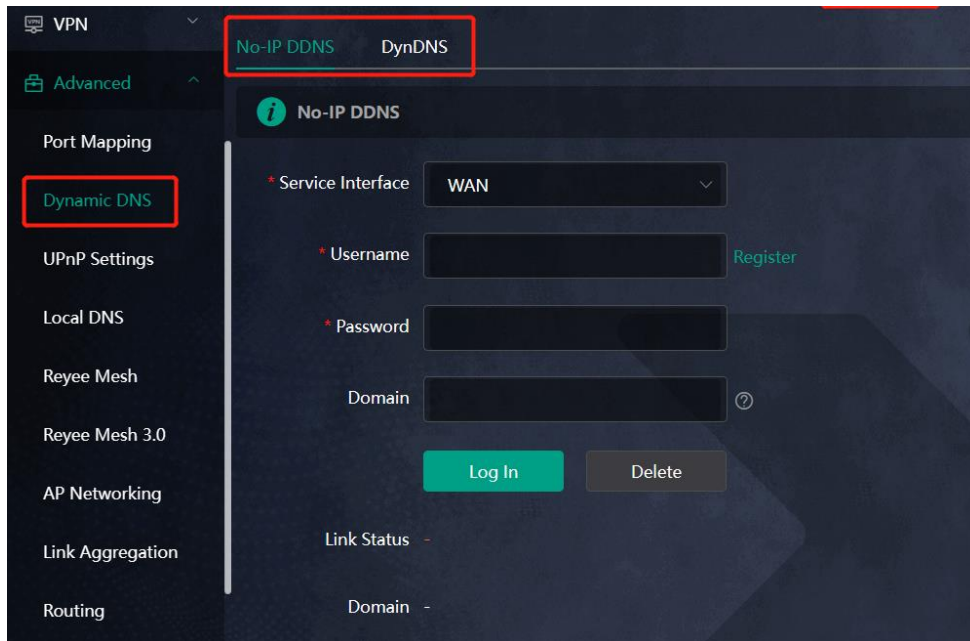 VPN
Advanced
Port Mapping
Dynamic DNS
UPnP Settings
Local DNS
Reyee Mesh
Reyee Mesh 3.0
AP Networking
Link Aggregation
Routing
No-IP DDNS DynDNS
i No-IP DDNS
* Service Interface WAN
* Username Register
* Password
Domain ?
Log In Delete
Link Status -
Domain -